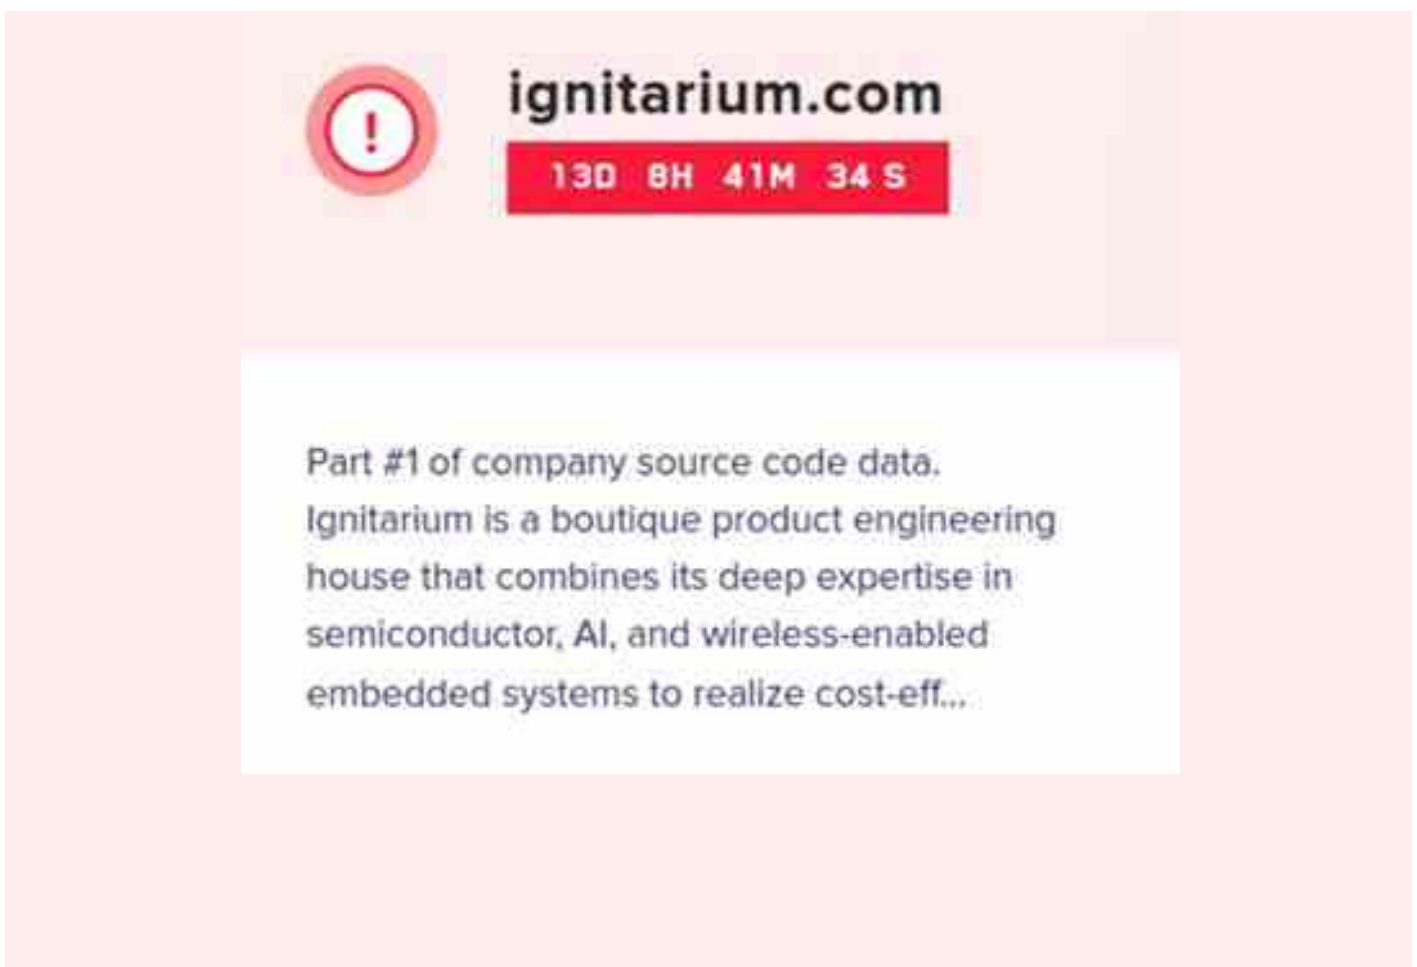 ignitarium.com
13D 8H 41M 34 S
Part #1 of company source code data.
Ignitarium is a boutique product engineering
house that combines its deep expertise in
semiconductor, AI, and wireless-enabled
embedded systems to realize cost-eff...